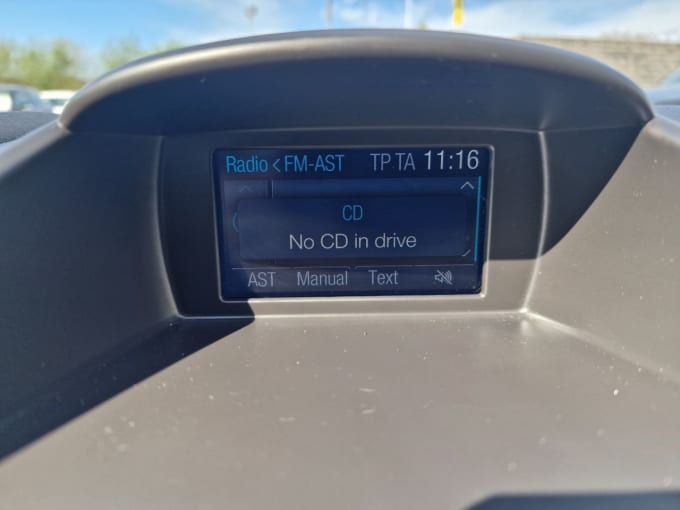 Radio < FM-AST TP TA 11:16
CD
No CD in drive
AST Manual Text